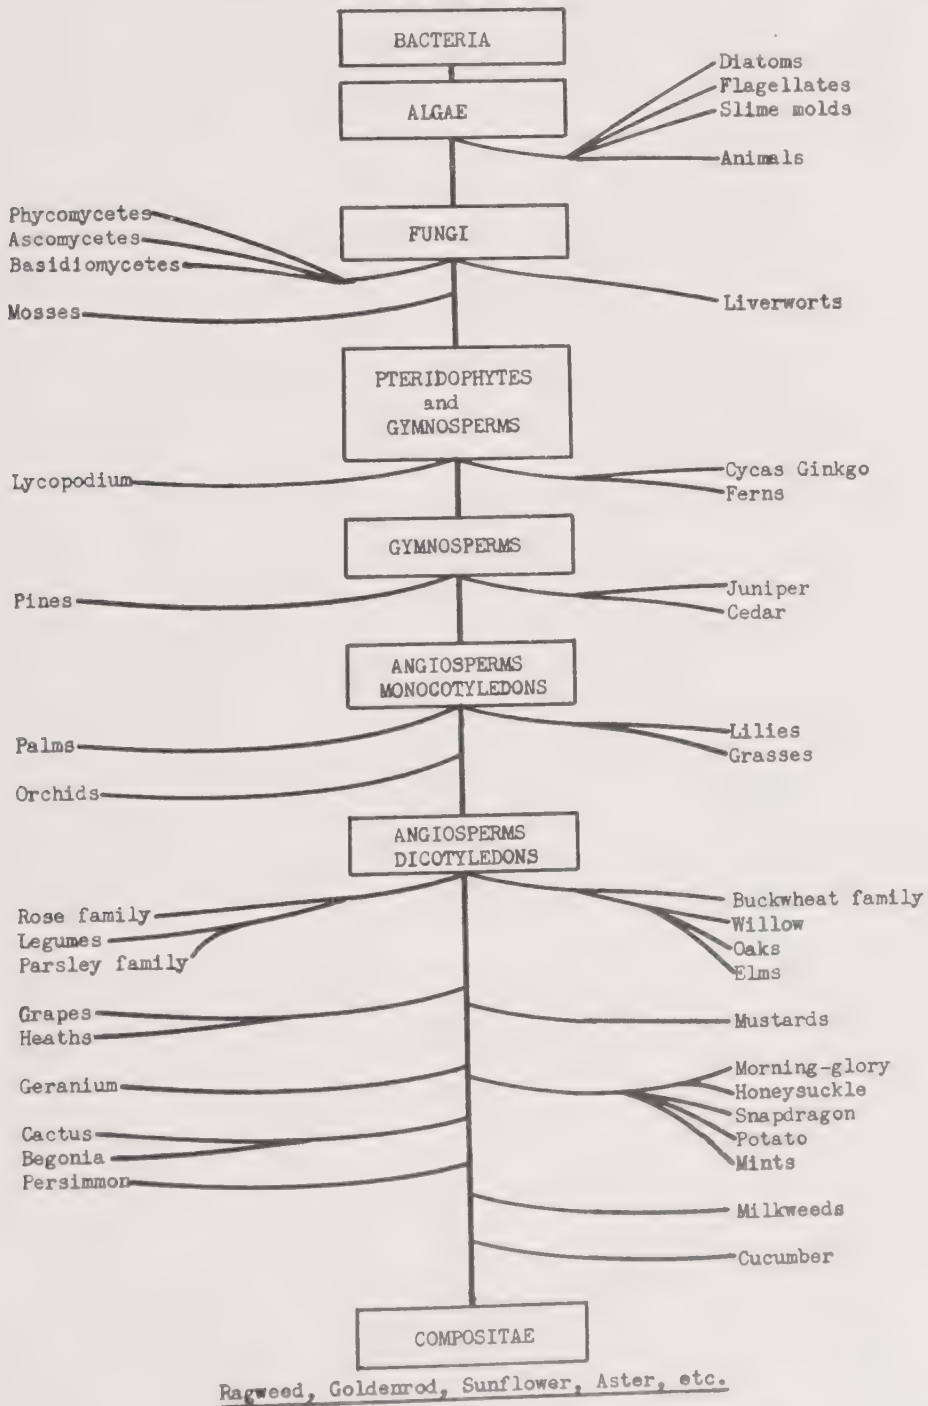 BACTERIA
ALGAE
Diatoms
Flagellates
Slime molds
Animals
Phycomycetes
Ascomycetes
Basidiomycetes
Mosses
FUNGI
Liverworts
PTERIDOPHYTES
and
GYMNOSPERMS
Lycopodium
Cycas Ginkgo
Ferns
GYMNOSPERMS
Pines
Juniper
Cedar
ANGIOSPERMS
MONOCOTYLEDONS
Palms
Orchids
Lilies
Grasses
ANGIOSPERMS
DICOTYLEDONS
Rose family
Legumes
Parsley family
Buckwheat family
Willow
Oaks
Elms
Grapes
Heaths
Mustards
Geranium
Morning-glory
Honeysuckle
Snapdragon
Potato
Mints
Cactus
Begonia
Persimmon
Milkweeds
Cucumber
COMPOSITAE
Ragweed, Goldenrod, Sunflower, Aster, etc.